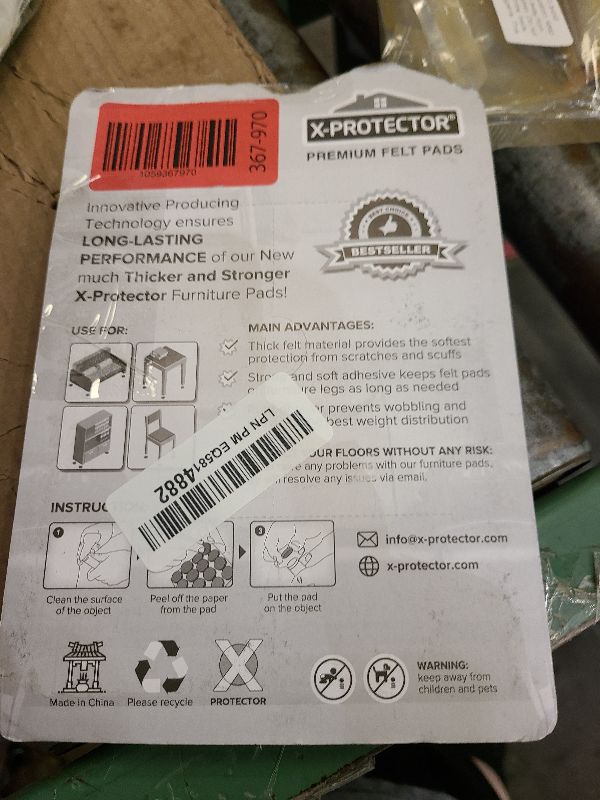 367-970
1059367970
X-PROTECTOR®
PREMIUM FELT PADS
Innovative Producing
Technology ensures
LONG-LASTING
PERFORMANCE of our New
much Thicker and Stronger
X-Protector Furniture Pads!
BEST CHOICE
BESTSELLER
USE FOR:
MAIN ADVANTAGES:
Thick felt material provides the softest
protection from scratches and scuffs
and soft adhesive keeps felt pads
legs as long as needed
prevents wobbling and
best weight distribution
OUR FLOORS WITHOUT ANY RISK:
any problems with our furniture pads,
resolve any issues via email.
LPN PM EQ5814882
1
3
Clean the surface
of the object
Peel off the paper
from the pad
Put the pad
on the object
info@x-protector.com
x-protector.com
Made in China
Please recycle
X
PROTECTOR
WARNING:
keep away from
children and pets